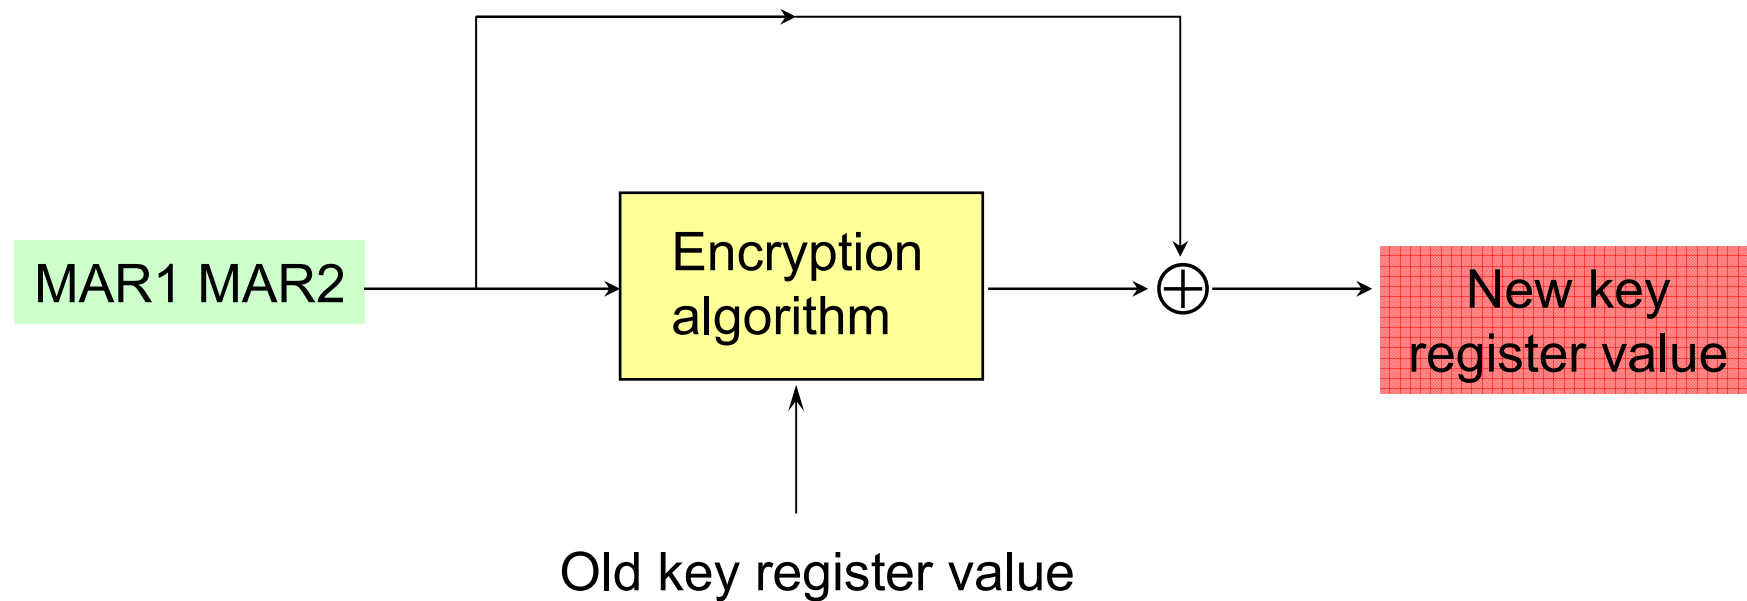 MAR1 MAR2
Encryption
algorithm
New key
register value
Old key register value